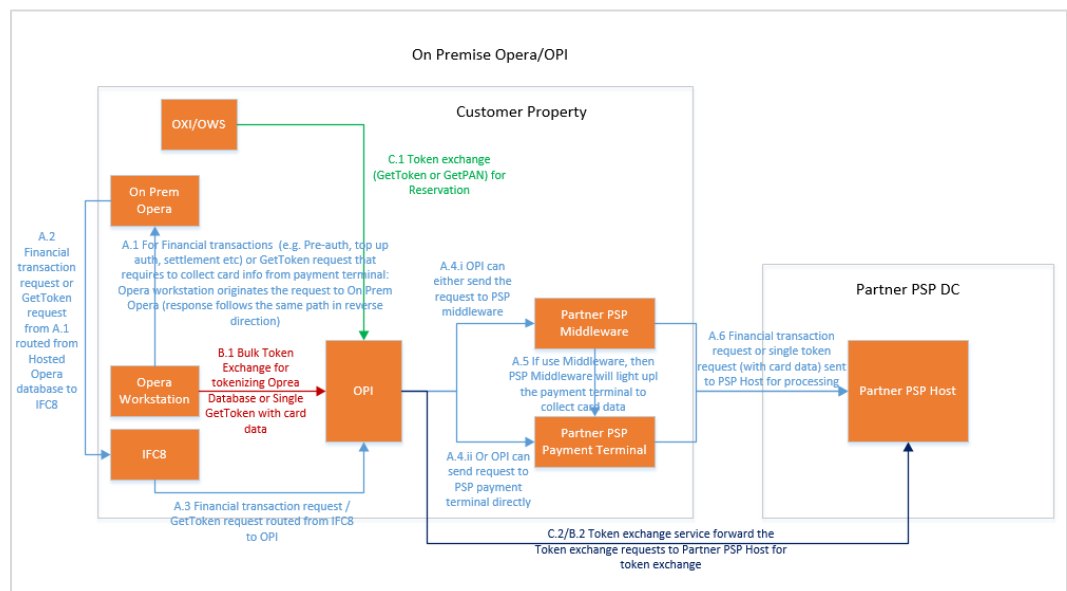 On Premise Opera/OPI
Customer Property
OXI/OWS
C.1 Token exchange
(GetToken or GetPAN) for
Reservation
On Prem
Opera
A.2
Financial
transaction
request or
GetToken
request
from A.1
routed from
Hosted
Opera
database to
IFC8
A.1 For Financial transactions (e.g. Pre-auth, top up
auth, settlement etc) or GetToken request that
requires to collect card info from payment terminal:
Opera workstation originates the request to On Prem
Opera (response follows the same path in reverse
direction)
A.4.i OPI can
either send the
request to PSP
middleware
Partner PSP
Middleware
Partner PSP DC
A.6 Financial transaction
request or single token
request (with card data) sent
to PSP Host for processing
B.1 Bulk Token
Exchange for
tokenizing Oprea
Database or Single
GetToken with card
data
Opera
Workstation
OPI
A.5 If use Middleware, then
PSP Middleware will light upl
the payment terminal to
collect card data
Partner PSP Host
Partner PSP
Payment Terminal
IFC8
A.4.ii Or OPI can
send request to
PSP payment
terminal directly
A.3 Financial transaction request /
GetToken request routed from IFC8
to OPI
C.2/B.2 Token exchange service forward the
Token exchange requests to Partner PSP Host for
token exchange